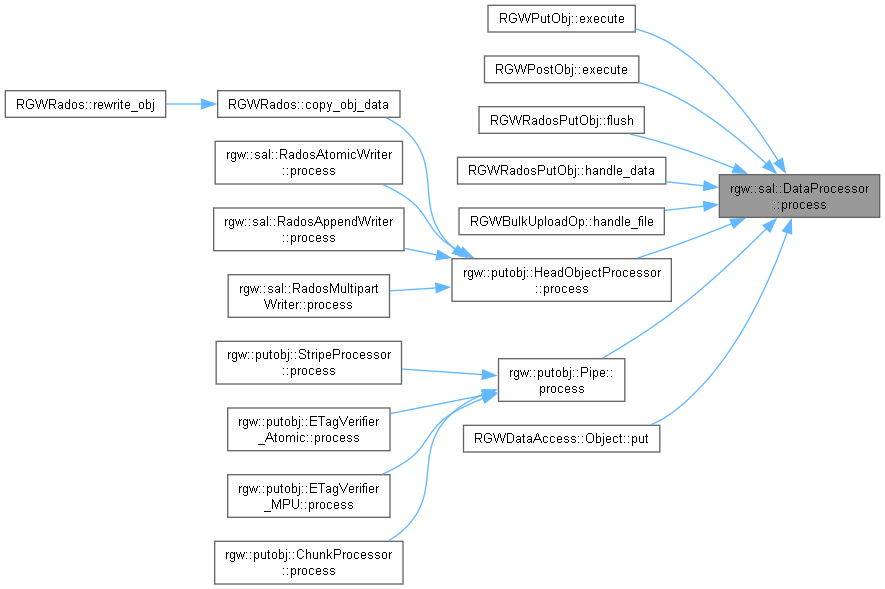 RGWPutObj::execute
RGWPostObj::execute
RGWRados::rewrite_obj
RGWRados::copy_obj_data
RGWRadosPutObj::flush
rgw::sal::RadosAtomicWriter
::process
RGWRadosPutObj::handle_data
rgw::sal::DataProcessor
::process
rgw::sal::RadosAppendWriter
::process
RGWBulkUploadOp::handle_file
rgw::putobj::HeadObjectProcessor
::process
rgw::sal::RadosMultipart
Writer::process
rgw::putobj::StripeProcessor
::process
rgw::putobj::Pipe::
process
rgw::putobj::ETagVerifier
_Atomic::process
RGWDataAccess::Object::put
rgw::putobj::ETagVerifier
_MPU::process
rgw::putobj::ChunkProcessor
::process